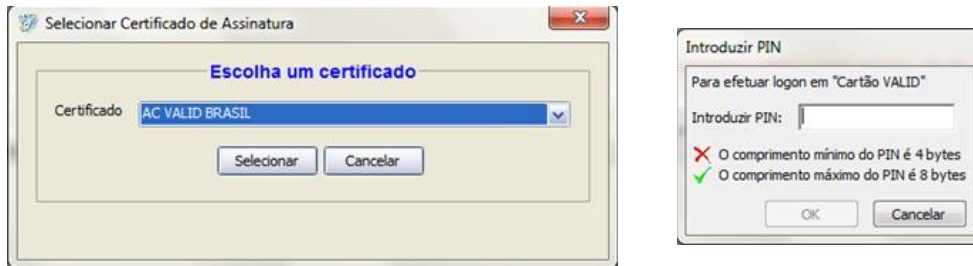 Selecionar Certificado de Assinatura
Escolha um certificado
Certificado AC VALID BRASIL
Selecionar Cancelar
Introduzir PIN
Para efetuar logon em "Cartão VALID"
Introduzir PIN:
O comprimento mínimo do PIN é 4 bytes
O comprimento máximo do PIN é 8 bytes
OK Cancelar